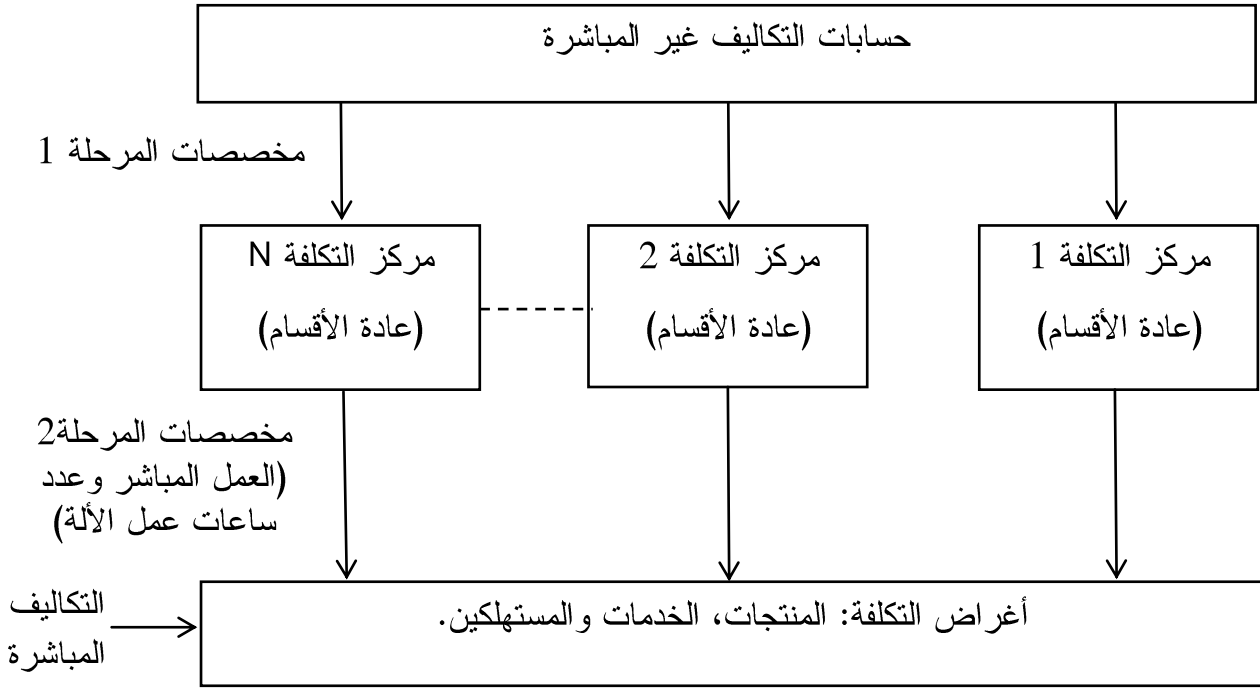 حسابات التكاليف غير المباشرة
مخصصات المرحلة 1
مركز التكلفة 1
(عادة الأقسام)
مركز التكلفة 2
(عادة الأقسام)
مركز التكلفة N
(عادة الأقسام)
مخصصات المرحلة2
(العمل المباشر وعدد
ساعات عمل الألة)
أغراض التكلفة: المنتجات، الخدمات والمستهلكين.
التكاليف
المباشرة